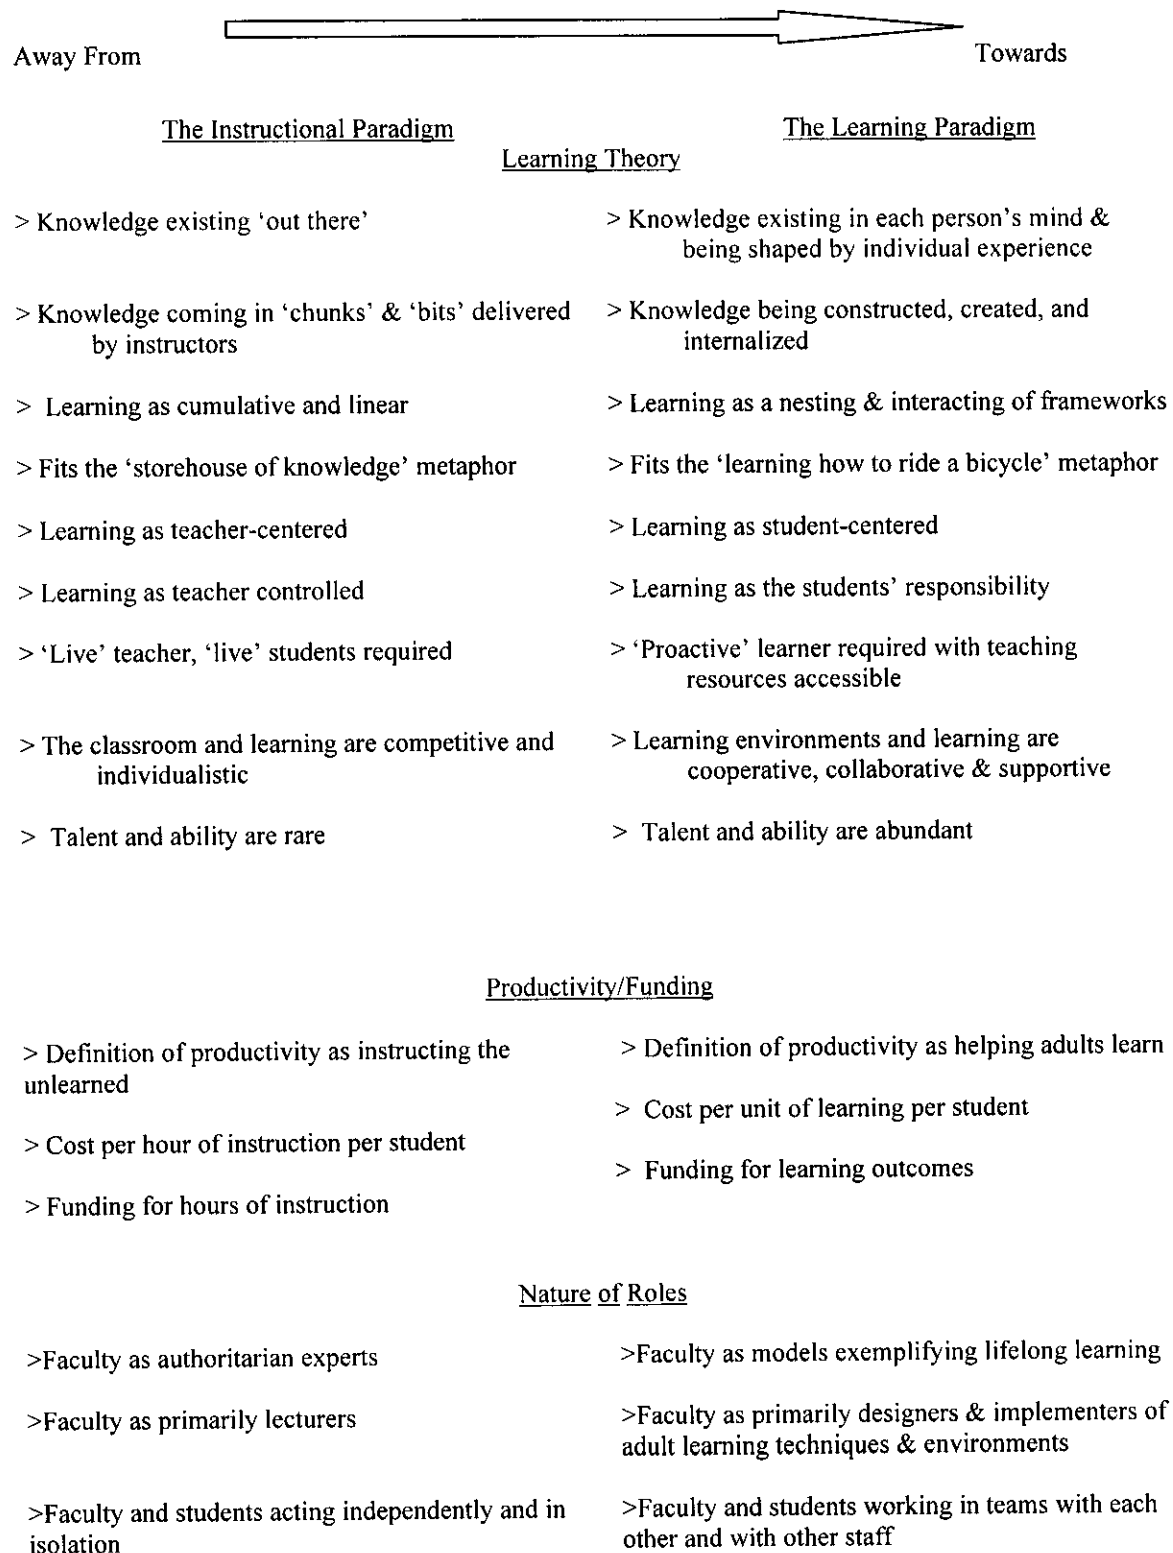 Away From
Towards
The Instructional Paradigm
The Learning Paradigm
Learning Theory
> Knowledge existing ‘out there’
> Knowledge existing in each person’s mind &
being shaped by individual experience
> Knowledge coming in ‘chunks’ & ‘bits’ delivered
by instructors
> Knowledge being constructed, created, and
internalized
> Learning as cumulative and linear
> Learning as a nesting & interacting of frameworks
> Fits the ‘storehouse of knowledge’ metaphor
> Fits the ‘learning how to ride a bicycle’ metaphor
> Learning as teacher-centered
> Learning as student-centered
> Learning as teacher controlled
> Learning as the students’ responsibility
> ‘Live’ teacher, ‘live’ students required
> ‘Proactive’ learner required with teaching
resources accessible
> The classroom and learning are competitive and
individualistic
> Learning environments and learning are
cooperative, collaborative & supportive
> Talent and ability are rare
> Talent and ability are abundant
Productivity/Funding
> Definition of productivity as instructing the
unlearned
> Definition of productivity as helping adults learn
> Cost per hour of instruction per student
> Cost per unit of learning per student
> Funding for hours of instruction
> Funding for learning outcomes
Nature of Roles
>Faculty as authoritarian experts
>Faculty as models exemplifying lifelong learning
>Faculty as primarily lecturers
>Faculty as primarily designers & implementers of
adult learning techniques & environments
>Faculty and students acting independently and in
isolation
>Faculty and students working in teams with each
other and with other staff